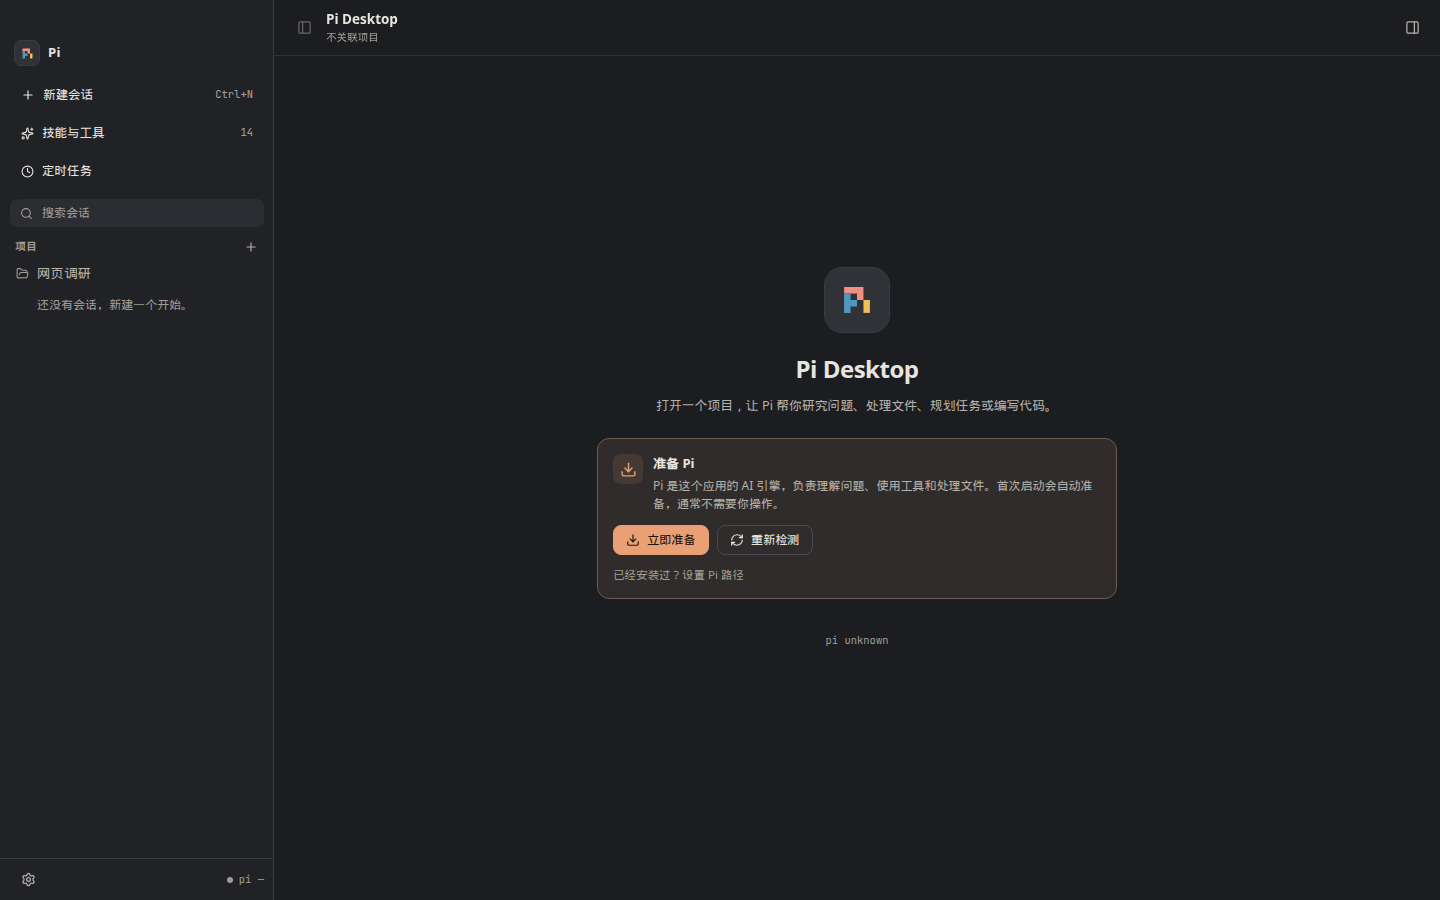 Pi
新建会话 Ctrl+N
技能与工具 14
定时任务
搜索会话
项目
网页调研
还没有会话，新建一个开始。
pi —
Pi Desktop
不关联项目
Pi Desktop
打开一个项目，让 Pi 帮你研究问题、处理文件、规划任务或编写代码。
准备 Pi
Pi 是这个应用的 AI 引擎，负责理解问题、使用工具和处理文件。首次启动会自动准
备，通常不需要你操作。
立即准备 重新检测
已经安装过？设置 Pi 路径
pi unknown